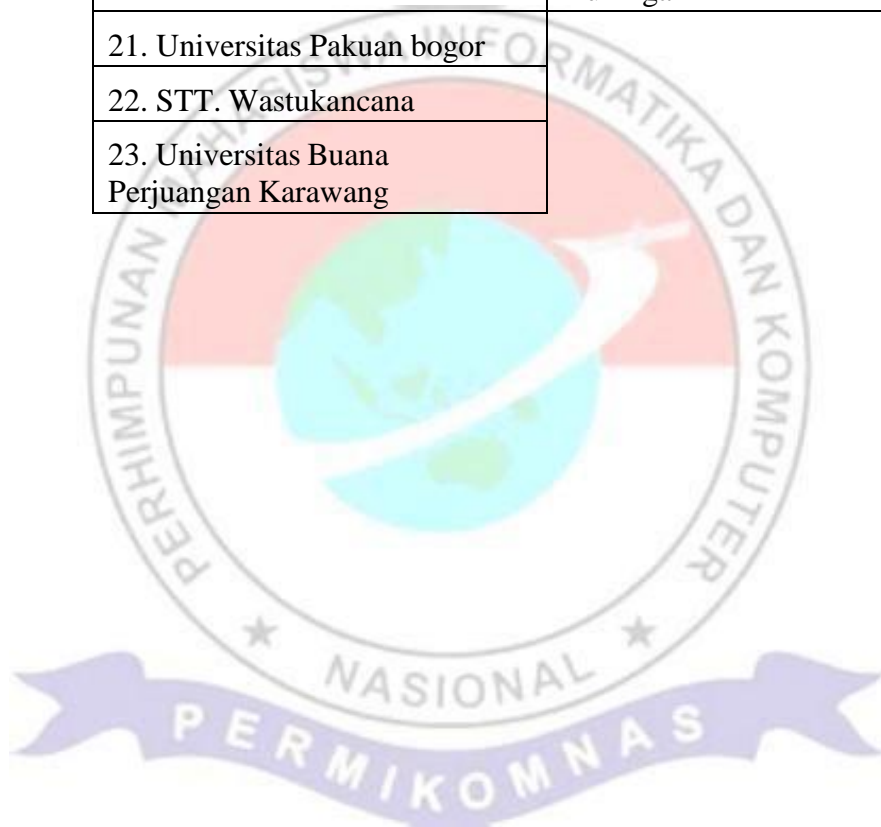 21. Universitas Pakuan bogor
22. STT. Wastukancana
23. Universitas Buana
Perjuangan Karawang
PERHIMPUNAN MAHASISWA INFORMATIKA DAN KOMPUTER
NASIONAL
PERMIKOMNAS